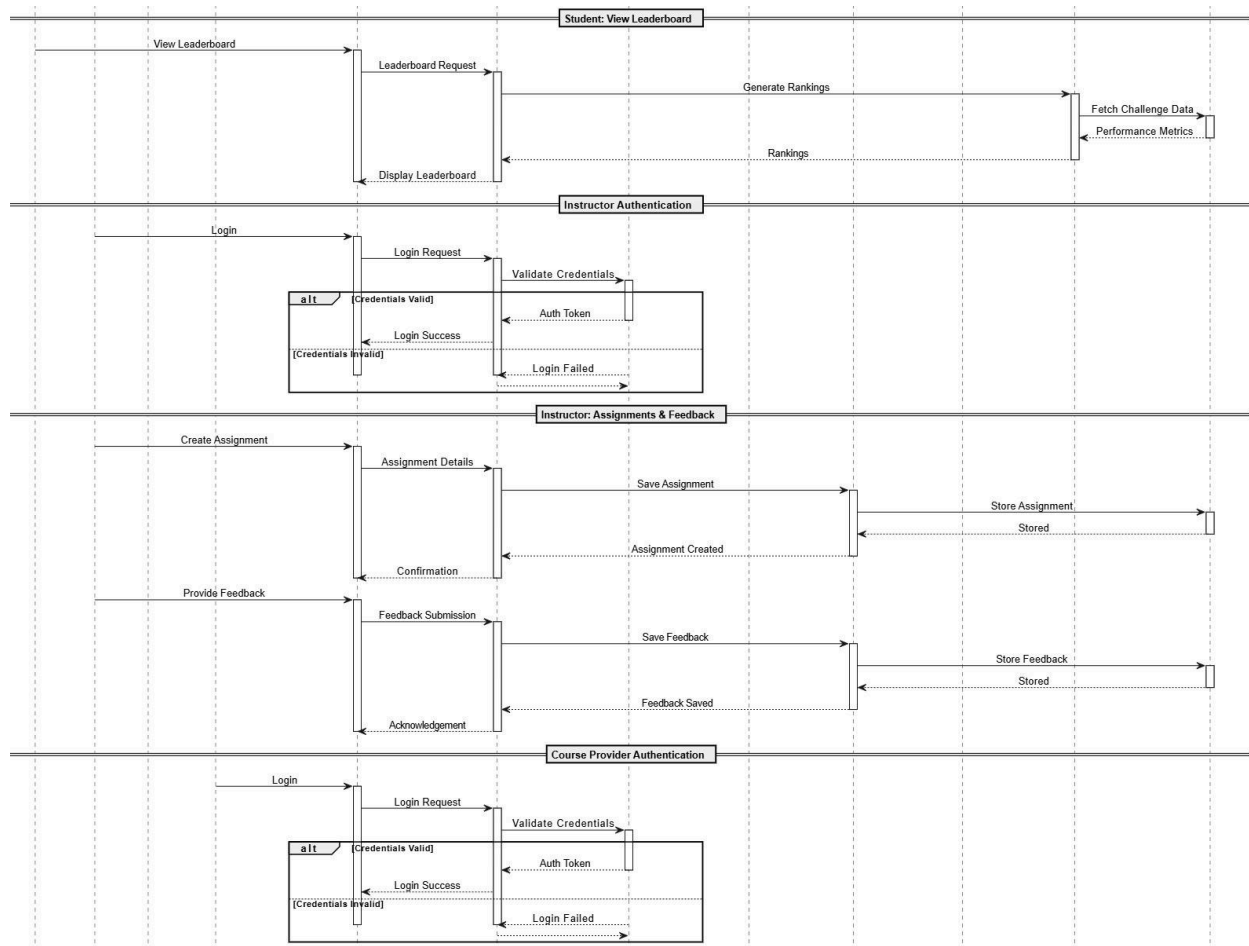 Student: View Leaderboard
View Leaderboard
Leaderboard Request
Generate Rankings
Fetch Challenge Data
Performance Metrics
Rankings
Display Leaderboard
Instructor Authentication
Login
Login Request
Validate Credentials
alt [Credentials Valid]
Auth Token
Login Success
[Credentials Invalid]
Login Failed
Instructor: Assignments & Feedback
Create Assignment
Assignment Details
Save Assignment
Store Assignment
Stored
Assignment Created
Confirmation
Provide Feedback
Feedback Submission
Save Feedback
Store Feedback
Stored
Feedback Saved
Acknowledgement
Course Provider Authentication
Login
Login Request
Validate Credentials
alt [Credentials Valid]
Auth Token
Login Success
[Credentials Invalid]
Login Failed